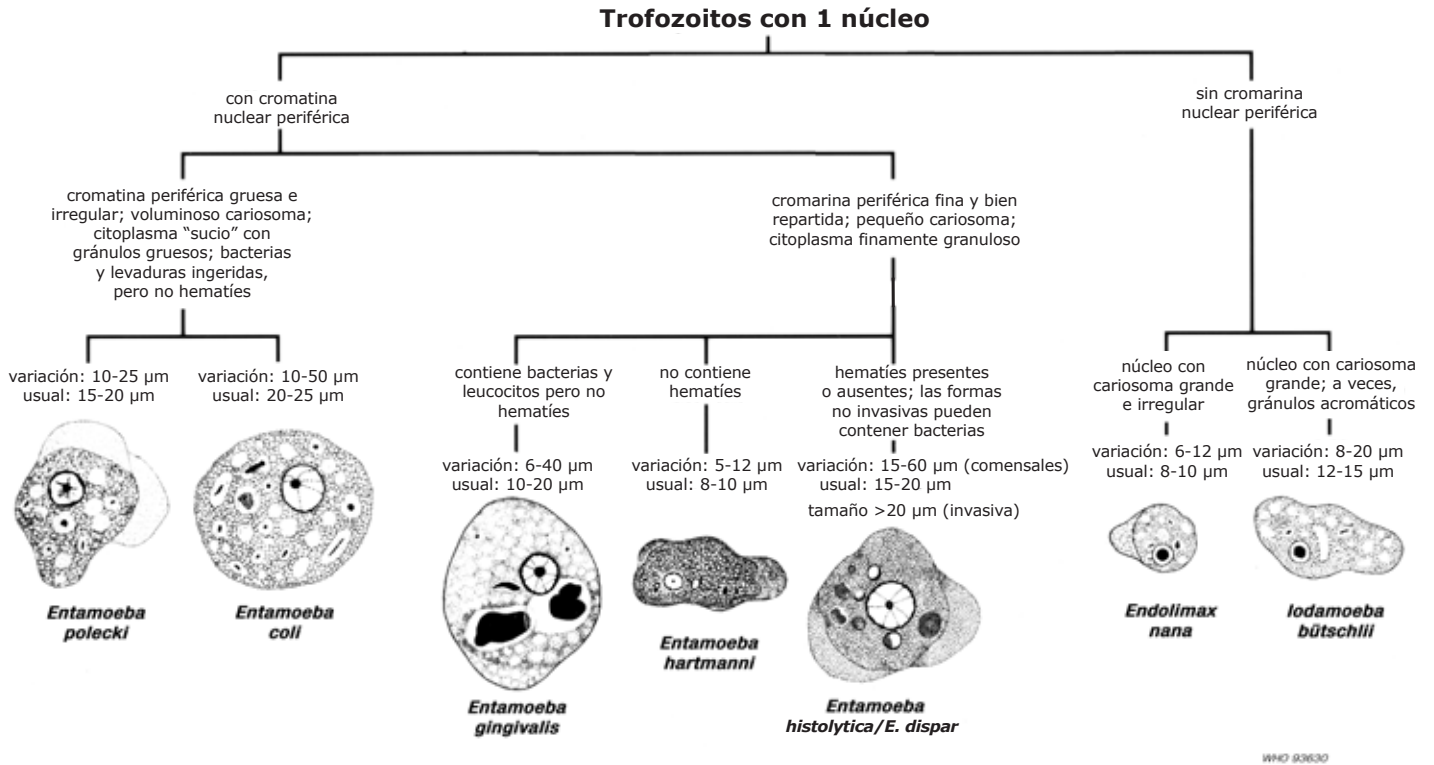 Trofozoitos con 1 núcleo
con cromatina
nuclear periférica
sin cromarina
nuclear periférica
cromatina periférica gruesa e
irregular; voluminoso cariosoma;
citoplasma “sucio” con
gránulos gruesos; bacterias
y levaduras ingeridas,
pero no hematíes
cromarina periférica fina y bien
repartida; pequeño cariosoma;
citoplasma finamente granuloso
variación: 10-25 µm
usual: 15-20 µm
variación: 10-50 µm
usual: 20-25 µm
contiene bacterias y
leucocitos pero no
hematíes
variación: 6-40 µm
usual: 10-20 µm
no contiene
hematíes
variación: 5-12 µm
usual: 8-10 µm
hematíes presentes
o ausentes; las formas
no invasivas pueden
contener bacterias
variación: 15-60 µm (comensales)
usual: 15-20 µm
tamaño >20 µm (invasiva)
núcleo con
cariosoma grande
e irregular
variación: 6-12 µm
usual: 8-10 µm
núcleo con cariosoma
grande; a veces,
gránulos acromáticos
variación: 8-20 µm
usual: 12-15 µm
Entamoeba
polecki
Entamoeba
coli
Entamoeba
gingivalis
Entamoeba
hartmanni
Entamoeba
histolytica/E. dispar
Endolimax
nana
Iodamoeba
bütschlii
WHO 93630